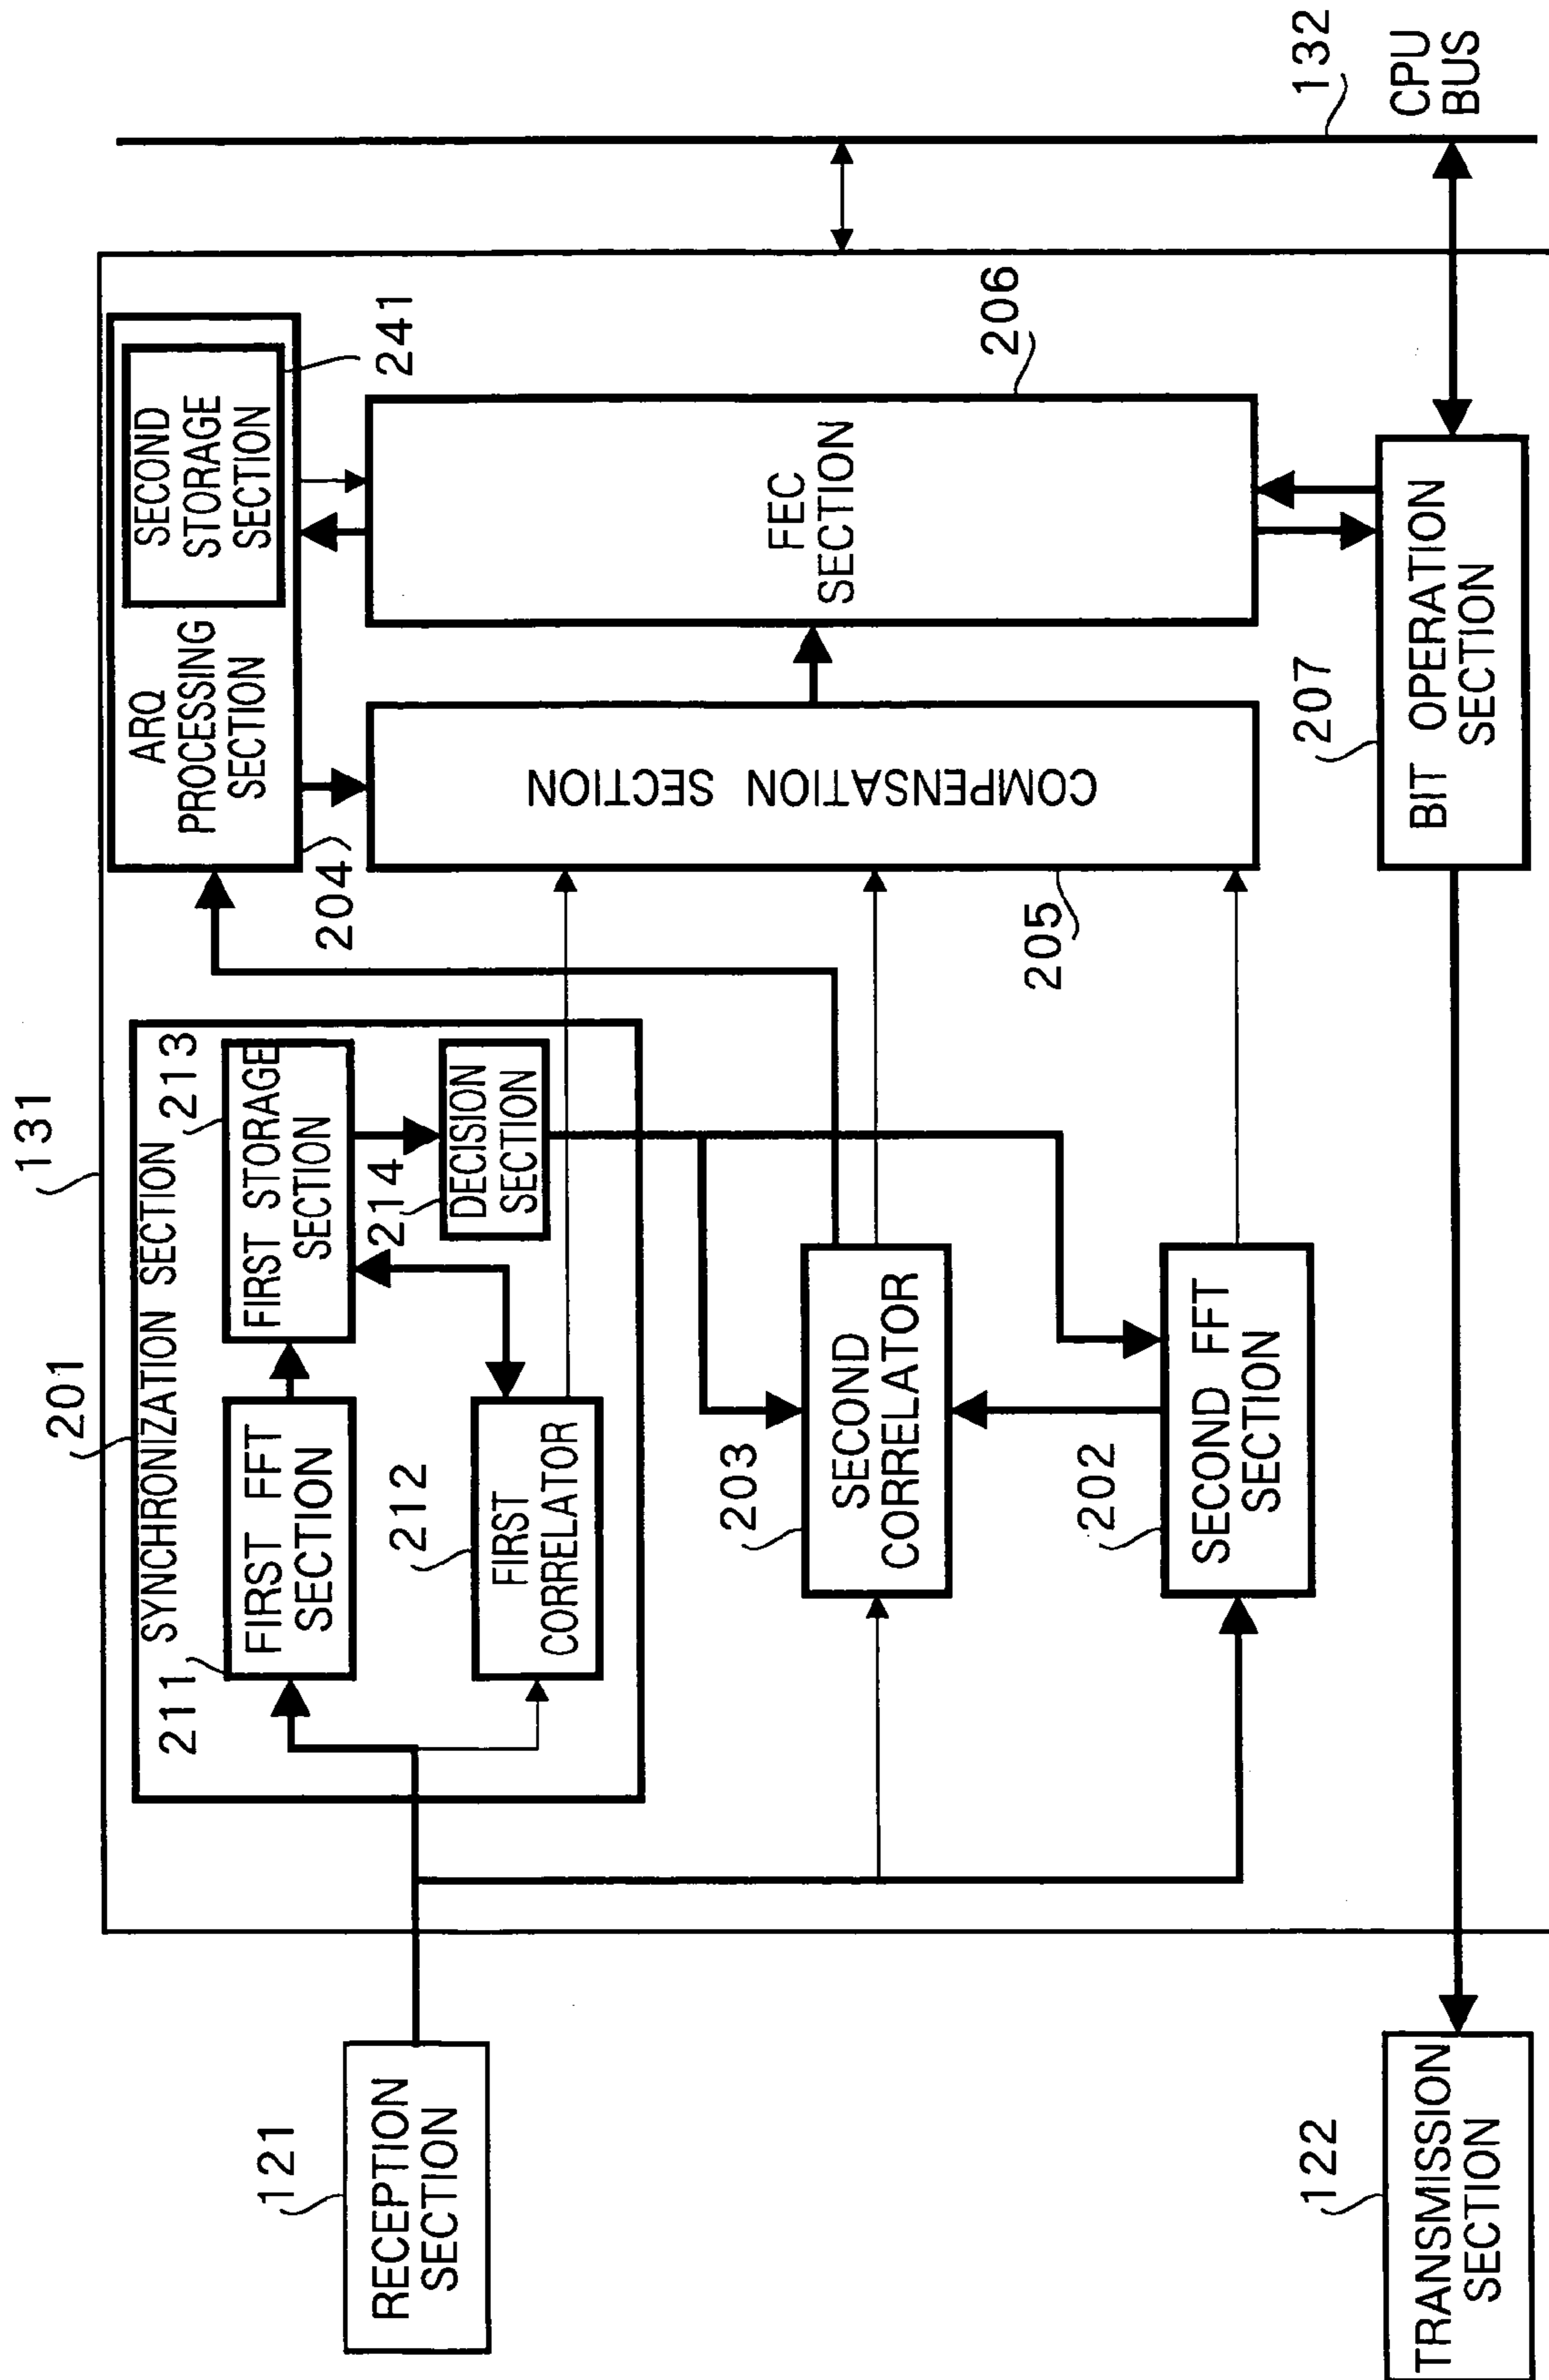 131
201
SYNCHRONIZATION SECTION
211
FIRST FFT
SECTION
213
FIRST STORAGE
SECTION
214
DECISION
SECTION
212
FIRST
CORRELATOR
203
SECOND
CORRELATOR
202
SECOND FFT
SECTION
204
ARQ
PROCESSING
SECTION
SECOND
STORAGE
SECTION
241
205
COMPENSATION SECTION
206
FEC
SECTION
207
BIT OPERATION
SECTION
132
CPU
BUS
121
RECEPTION
SECTION
122
TRANSMISSION
SECTION